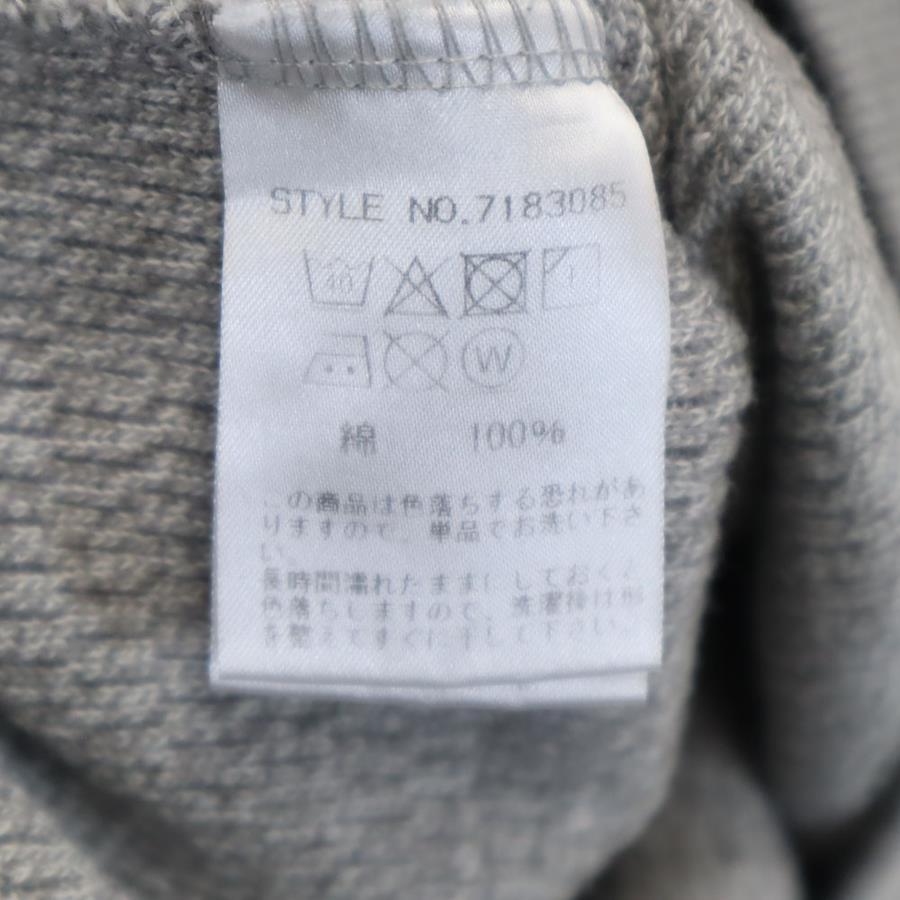 STYLE NO.7183085
40
W
綿 100%
この商品は色落ちする恐れがあ
りますので、単品でお洗い下さ
い。
長時間濡れたままにしておくと
色落ちしますので、洗濯後は形
を整えてすぐに干して下さい。